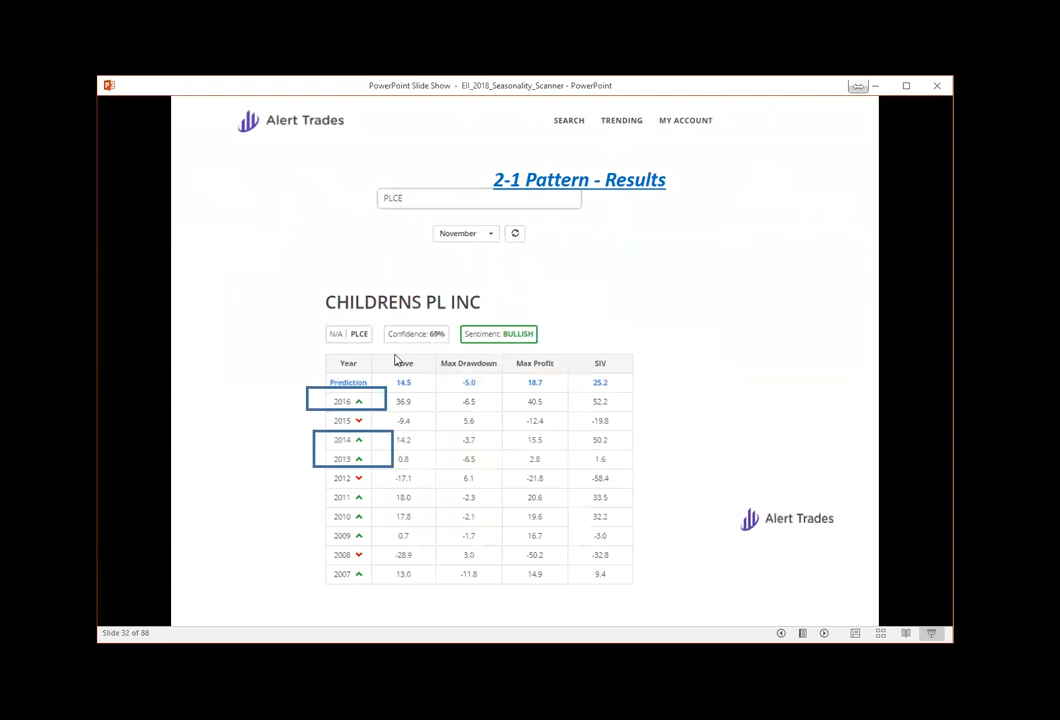 PowerPoint Slide Show - EII_2018_Seasonality_Scanner - PowerPoint
Alert Trades
SEARCH TRENDING MY ACCOUNT
2-1 Pattern - Results
PLCE
November
CHILDRENS PL INC
N/A | PLCE Confidence: 69% Sentiment: BULLISH
Year Max Drawdown Max Profit SIV
Prediction 14.5 -5.0 18.7 25.2
2016 36.9 -6.5 40.5 52.2
2015 -9.4 5.6 -12.4 -19.8
2014 14.2 -3.7 15.5 50.2
2013 0.8 -6.5 2.8 1.6
2012 -17.1 6.1 -21.8 -58.4
2011 18.0 -2.3 20.6 33.5
2010 17.8 -2.1 19.6 32.2
2009 0.7 -1.7 16.7 -3.0
2008 -28.9 3.0 -50.2 -32.8
2007 13.0 -11.8 14.9 9.4
Alert Trades
Slide 32 of 88